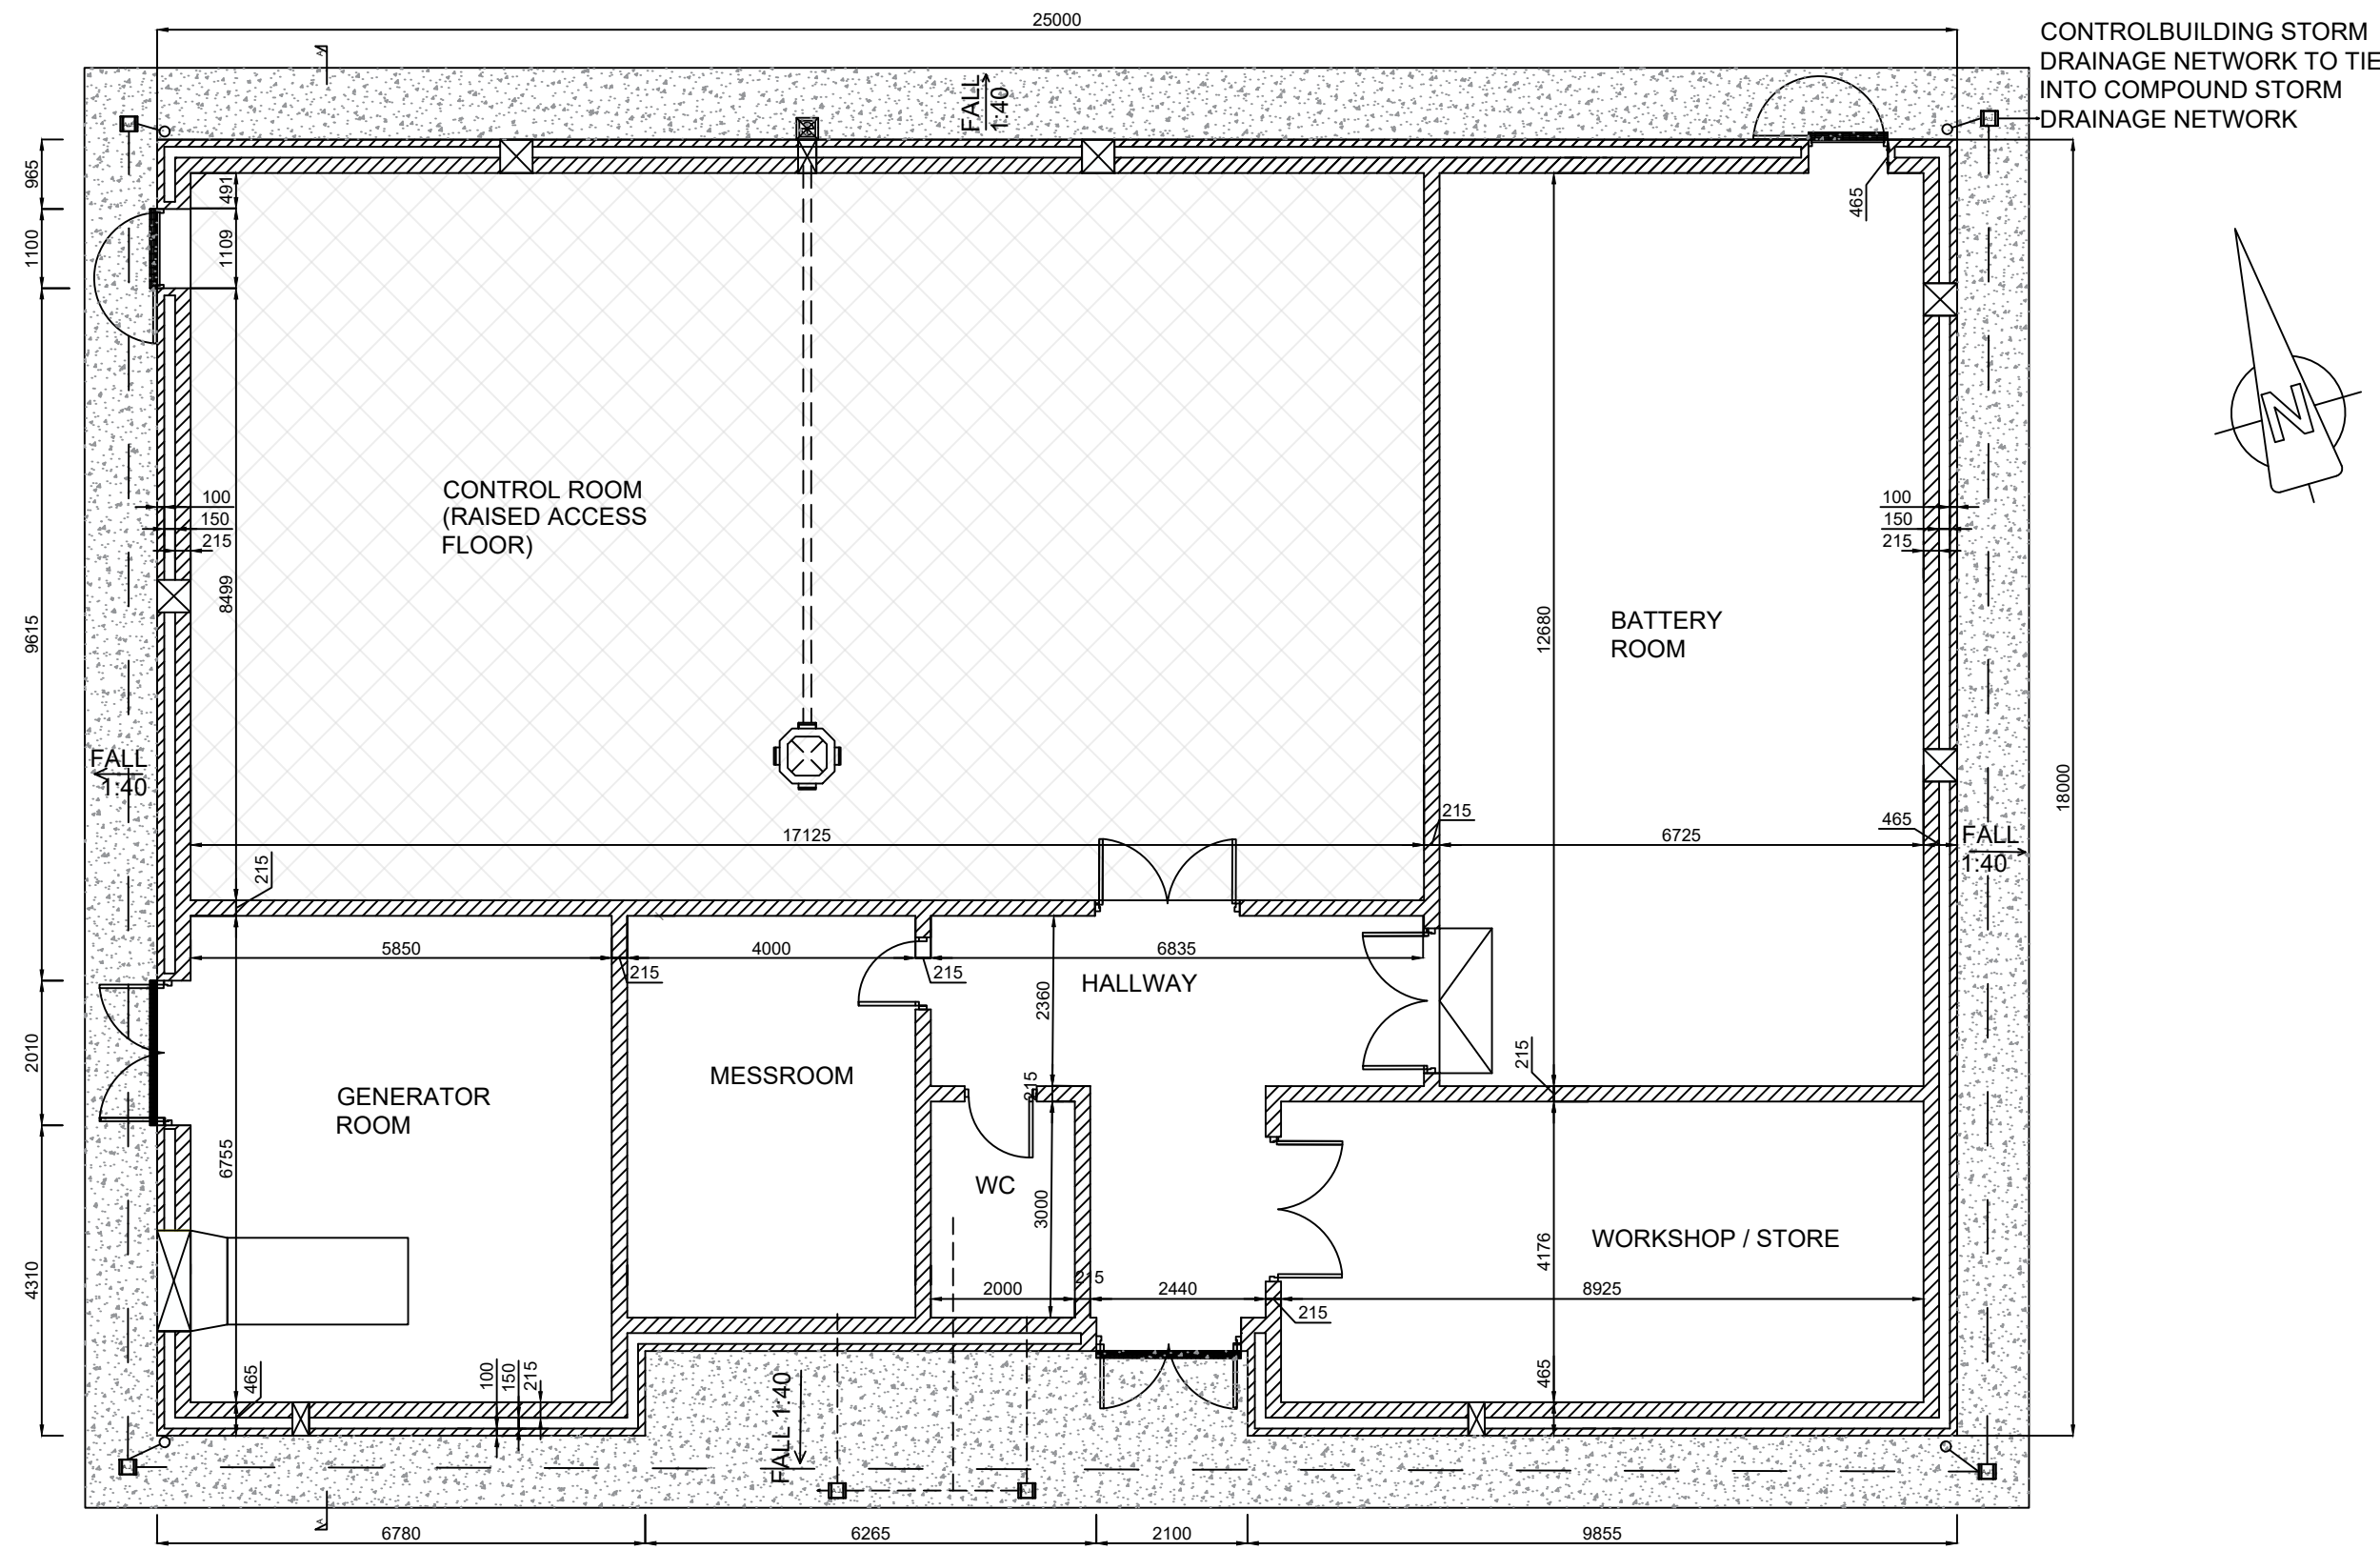 25000
CONTROLBUILDING STORM
DRAINAGE NETWORK TO TIE
INTO COMPOUND STORM
DRAINAGE NETWORK
A
FALL
1:40
965
491
465
1100
1109
N
CONTROL ROOM
(RAISED ACCESS
FLOOR)
100
150
215
100
150
215
8499
9615
12680
BATTERY
ROOM
FALL
1:40
18000
215
17125
215
6725
465
FALL
1:40
5850
215
4000
215
6835
HALLWAY
2360
2010
215
MESSROOM
GENERATOR
ROOM
215
6755
WC
3000
4176
WORKSHOP / STORE
4310
2000
215
2440
215
8925
465
100
150
215
465
FALL 1:40
A
6780
6265
2100
9855